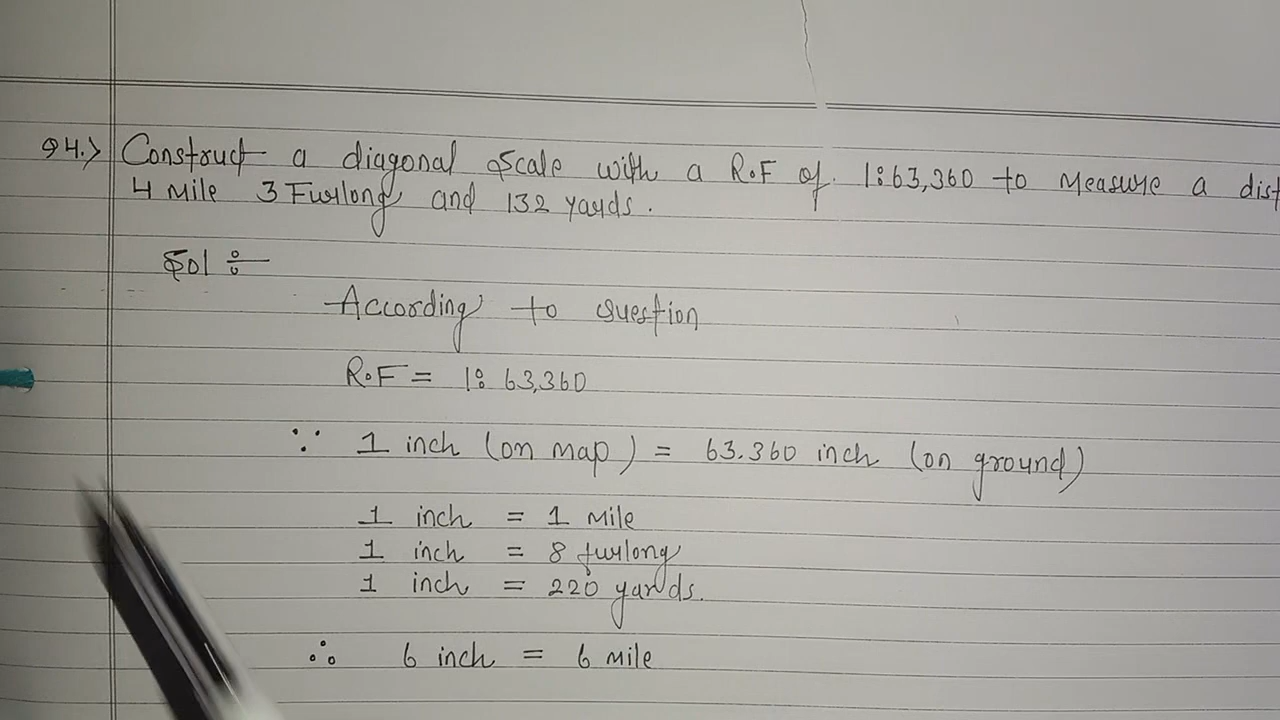 Q4.> Construct a diagonal Scale with a R.F of 1:63,360 to Measure a dist
4 Mile 3 Furlong and 132 yards.
Sol :-
According to question
R.F = 1: 63,360
∵ 1 inch (on map) = 63.360 inch (on ground)
1 inch = 1 Mile
1 inch = 8 furlong
1 inch = 220 yards.
∴ 6 inch = 6 Mile